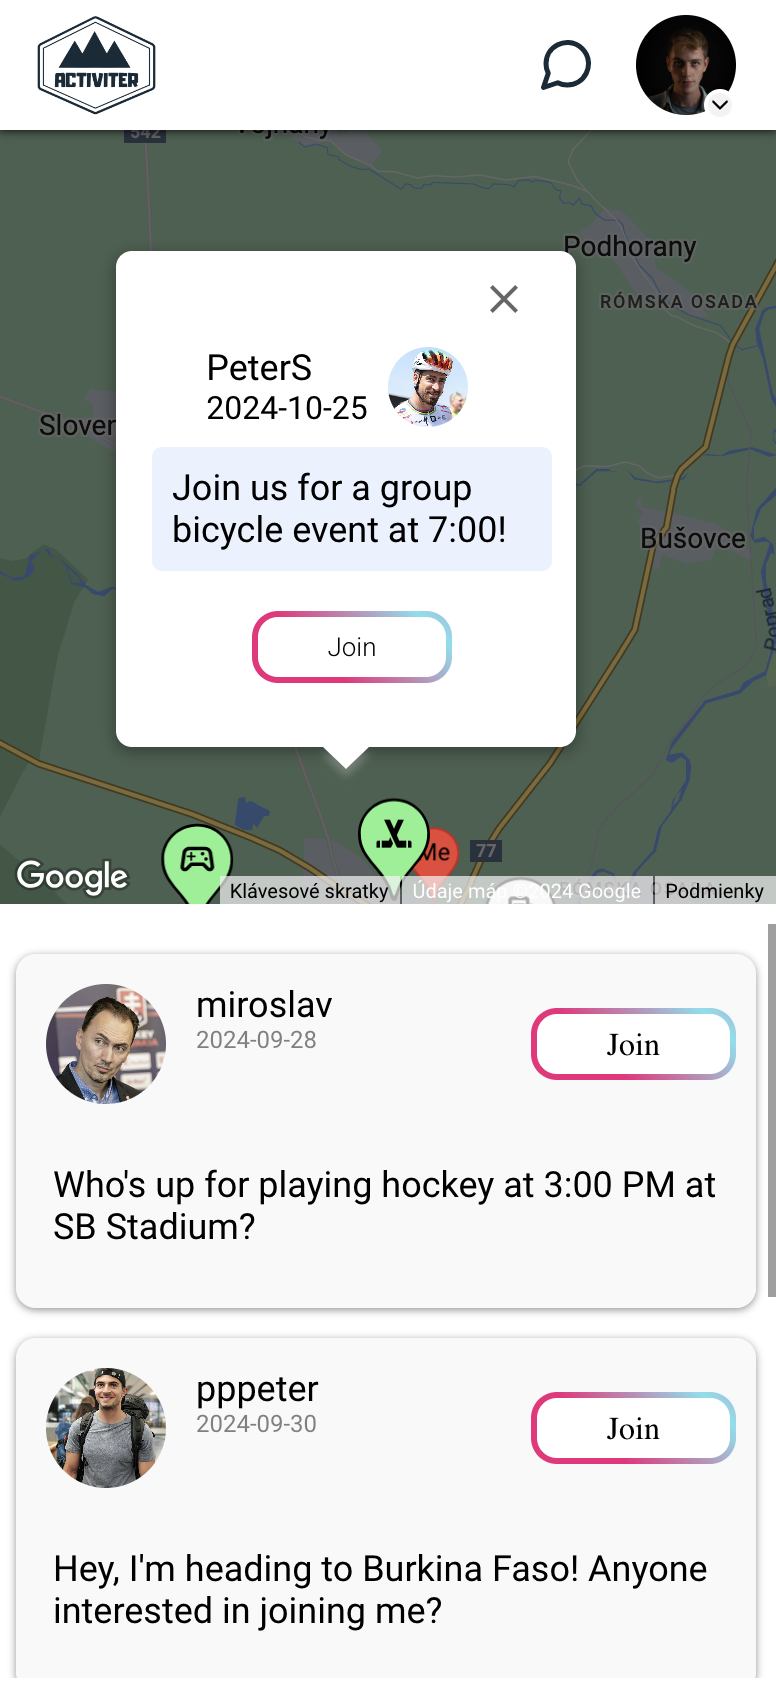 ACTIVITER
542
Podhorany
RÓMSKA OSADA
PeterS
2024-10-25
Sloven
Join us for a group
bicycle event at 7:00!
Bušovce
Poprad
Join
Me
77
Google
Klávesové skratky
Údaje máp ©2024 Google
Podmienky
miroslav
2024-09-28
Join
Who's up for playing hockey at 3:00 PM at
SB Stadium?
pppeter
2024-09-30
Join
Hey, I'm heading to Burkina Faso! Anyone
interested in joining me?